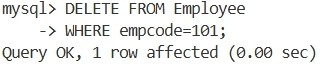 mysql> DELETE FROM Employee
-> WHERE empcode=101;
Query OK, 1 row affected (0.00 sec)